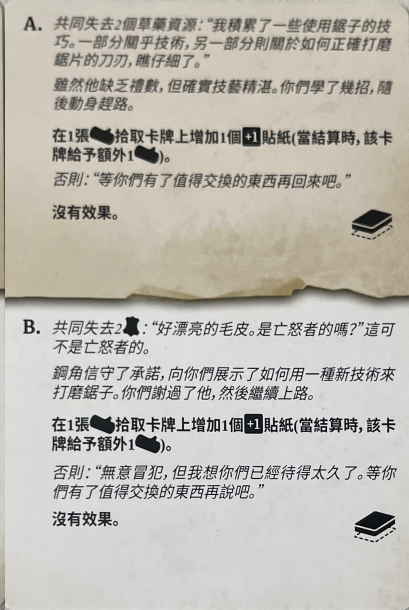 A. 共同失去2個草藥資源：“我積累了一些使用鋸子的技
巧。一部分關乎技術，另一部分則關於如何正確打磨
鋸片的刀刃，瞧仔細了。”
雖然他缺乏禮數，但確實技藝精湛。你們學了幾招，隨
後動身趕路。
在1張拾取卡牌上增加1個+1貼紙(當結算時，該卡
牌給予額外1)。
否則：“等你們有了值得交換的東西再回來吧。”
沒有效果。
B. 共同失去2：“好漂亮的毛皮。是亡怒者的嗎？”這可
不是亡怒者的。
鋼角信守了承諾，向你們展示了如何用一種新技術來
打磨鋸子。你們謝過了他，然後繼續上路。
在1張拾取卡牌上增加1個+1貼紙(當結算時，該卡
牌給予額外1)。
否則：“無意冒犯，但我想你們已經待得太久了。等你
們有了值得交換的東西再說吧。”
沒有效果。